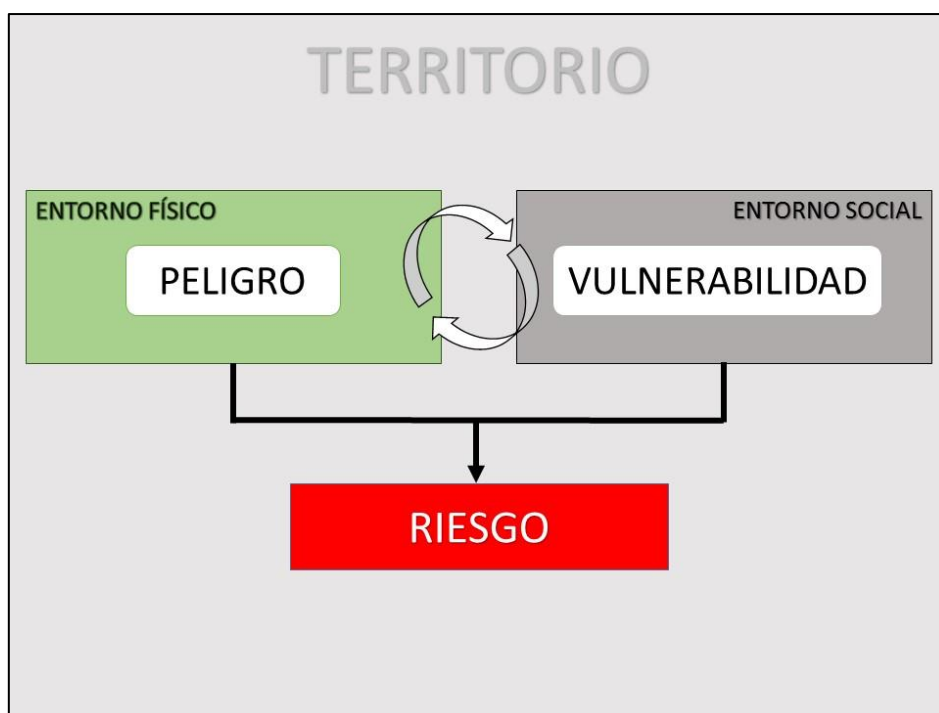 TERRITORIO
ENTORNO FÍSICO
PELIGRO
ENTORNO SOCIAL
VULNERABILIDAD
RIESGO